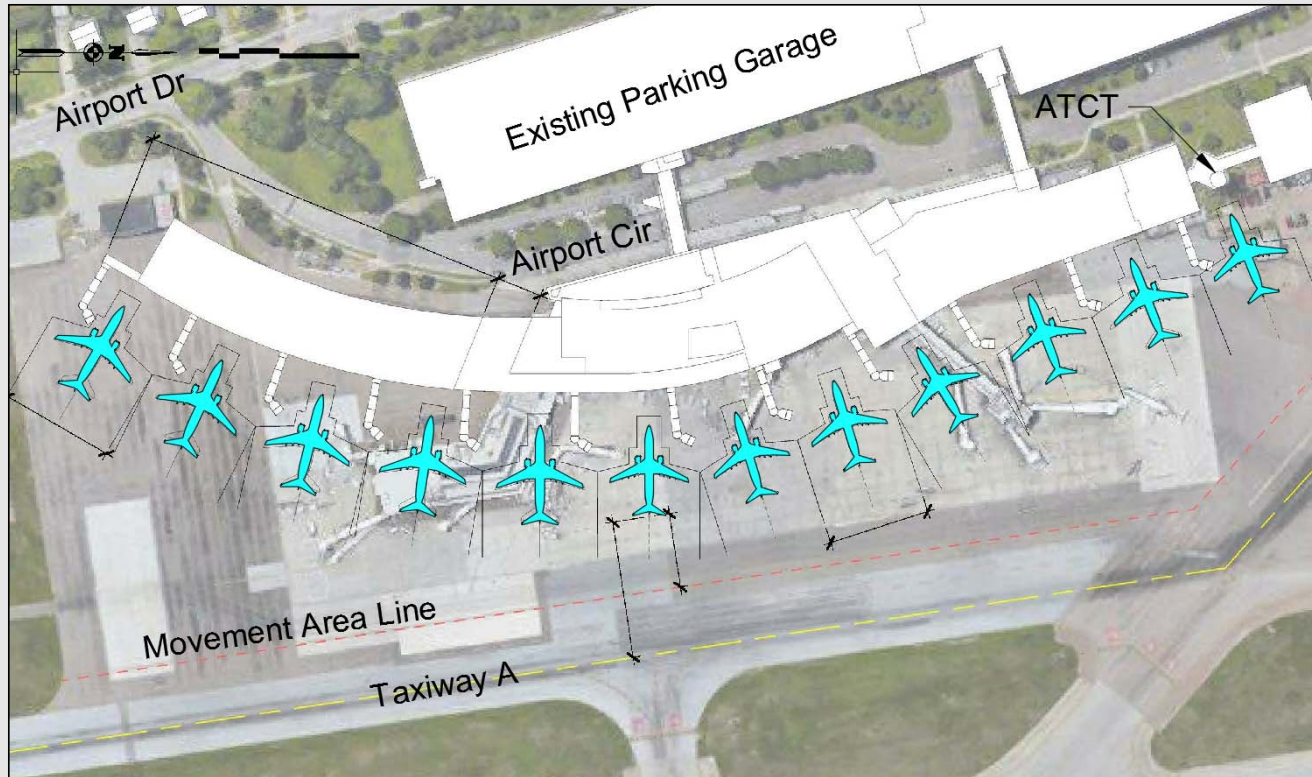 N
Airport Dr
Existing Parking Garage
ATCT
Airport Cir
Movement Area Line
Taxiway A